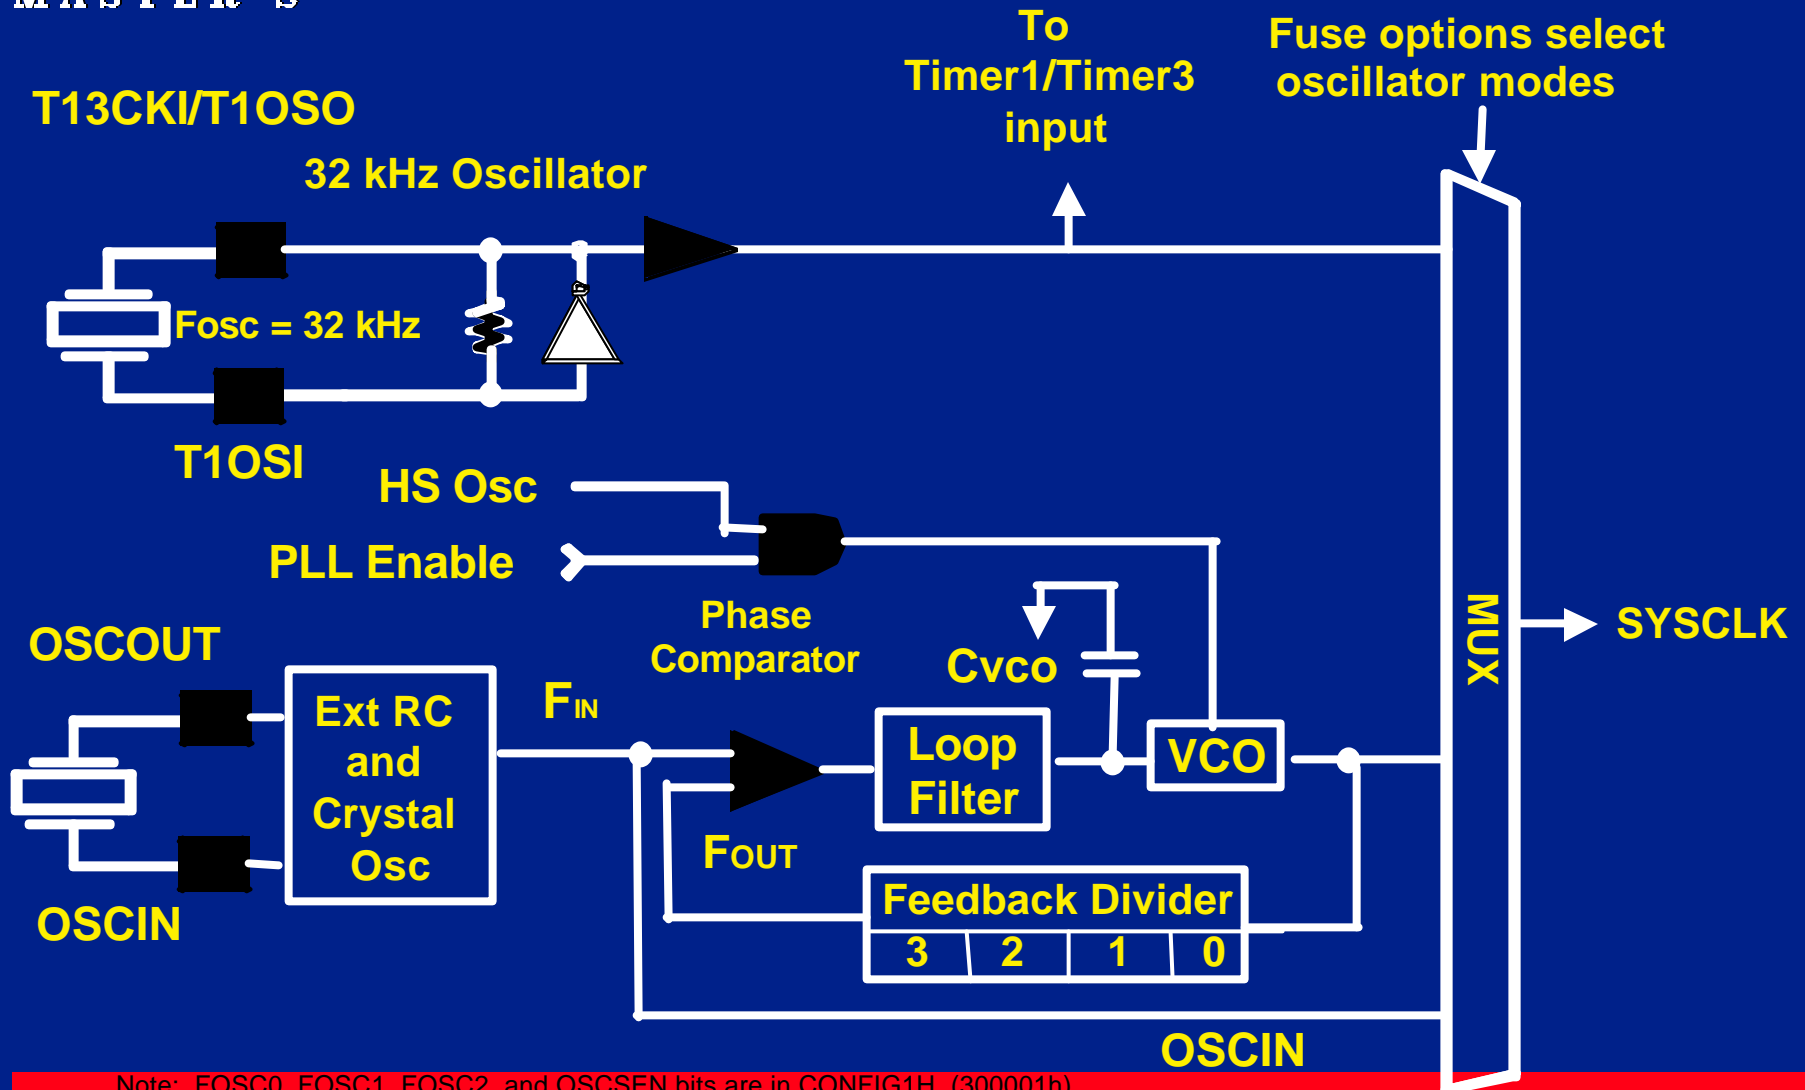 MASTER'S
To
Timer1/Timer3
input
Fuse options select
oscillator modes
T13CKI/T1OSO
32 kHz Oscillator
Fosc = 32 kHz
T1OSI
HS Osc
PLL Enable
Phase
Comparator
Cvco
MUX
SYSCLK
OSCOUT
Ext RC
and
Crystal
Osc
FIN
Loop
Filter
VCO
FOUT
OSCIN
Feedback Divider
3 2 1 0
OSCIN
Note: FOSC0, FOSC1, FOSC2, and OSCSEN bits are in CONFIG1H (300001h)